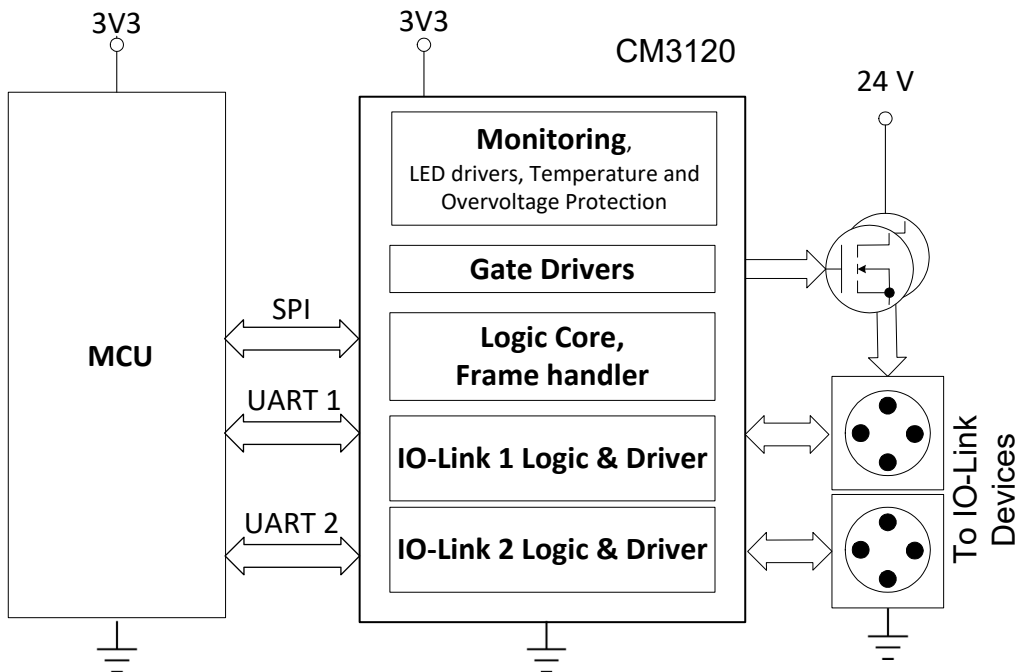 3V3
3V3
CM3120
24 V
Monitoring,
LED drivers, Temperature and
Overvoltage Protection
Gate Drivers
SPI
MCU
Logic Core,
Frame handler
UART 1
IO-Link 1 Logic & Driver
UART 2
IO-Link 2 Logic & Driver
To IO-Link
Devices